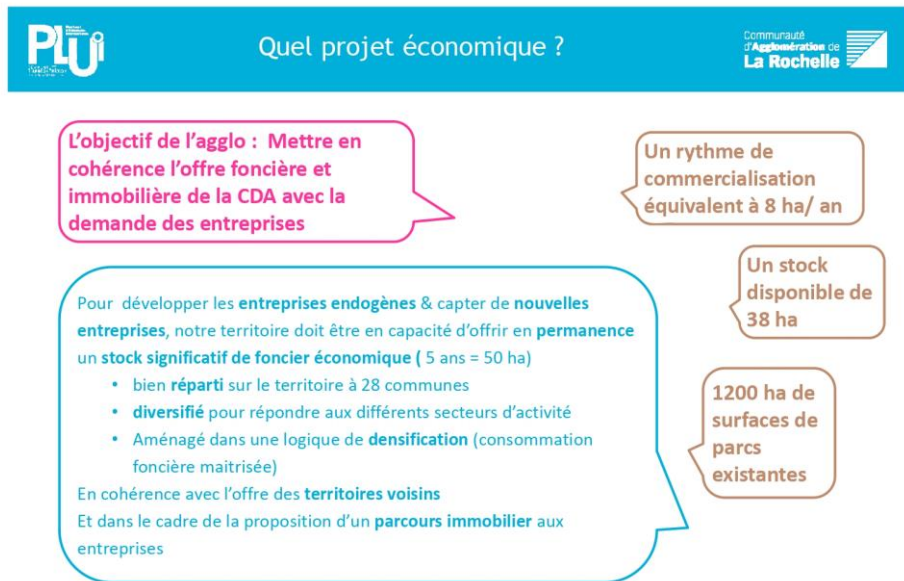 PLUi
Quel projet économique ?
Communauté
d'Agglomération de
La Rochelle
L'objectif de l'agglo : Mettre en
cohérence l'offre foncière et
immobilière de la CDA avec la
demande des entreprises
Un rythme de
commercialisation
équivalent à 8 ha/ an
Un stock
disponible de
38 ha
Pour développer les entreprises endogènes & capter de nouvelles
entreprises, notre territoire doit être en capacité d'offrir en permanence
un stock significatif de foncier économique ( 5 ans = 50 ha)
• bien réparti sur le territoire à 28 communes
• diversifié pour répondre aux différents secteurs d'activité
• Aménagé dans une logique de densification (consommation
foncière maitrisée)
En cohérence avec l'offre des territoires voisins
Et dans le cadre de la proposition d'un parcours immobilier aux
entreprises
1200 ha de
surfaces de
parcs
existantes